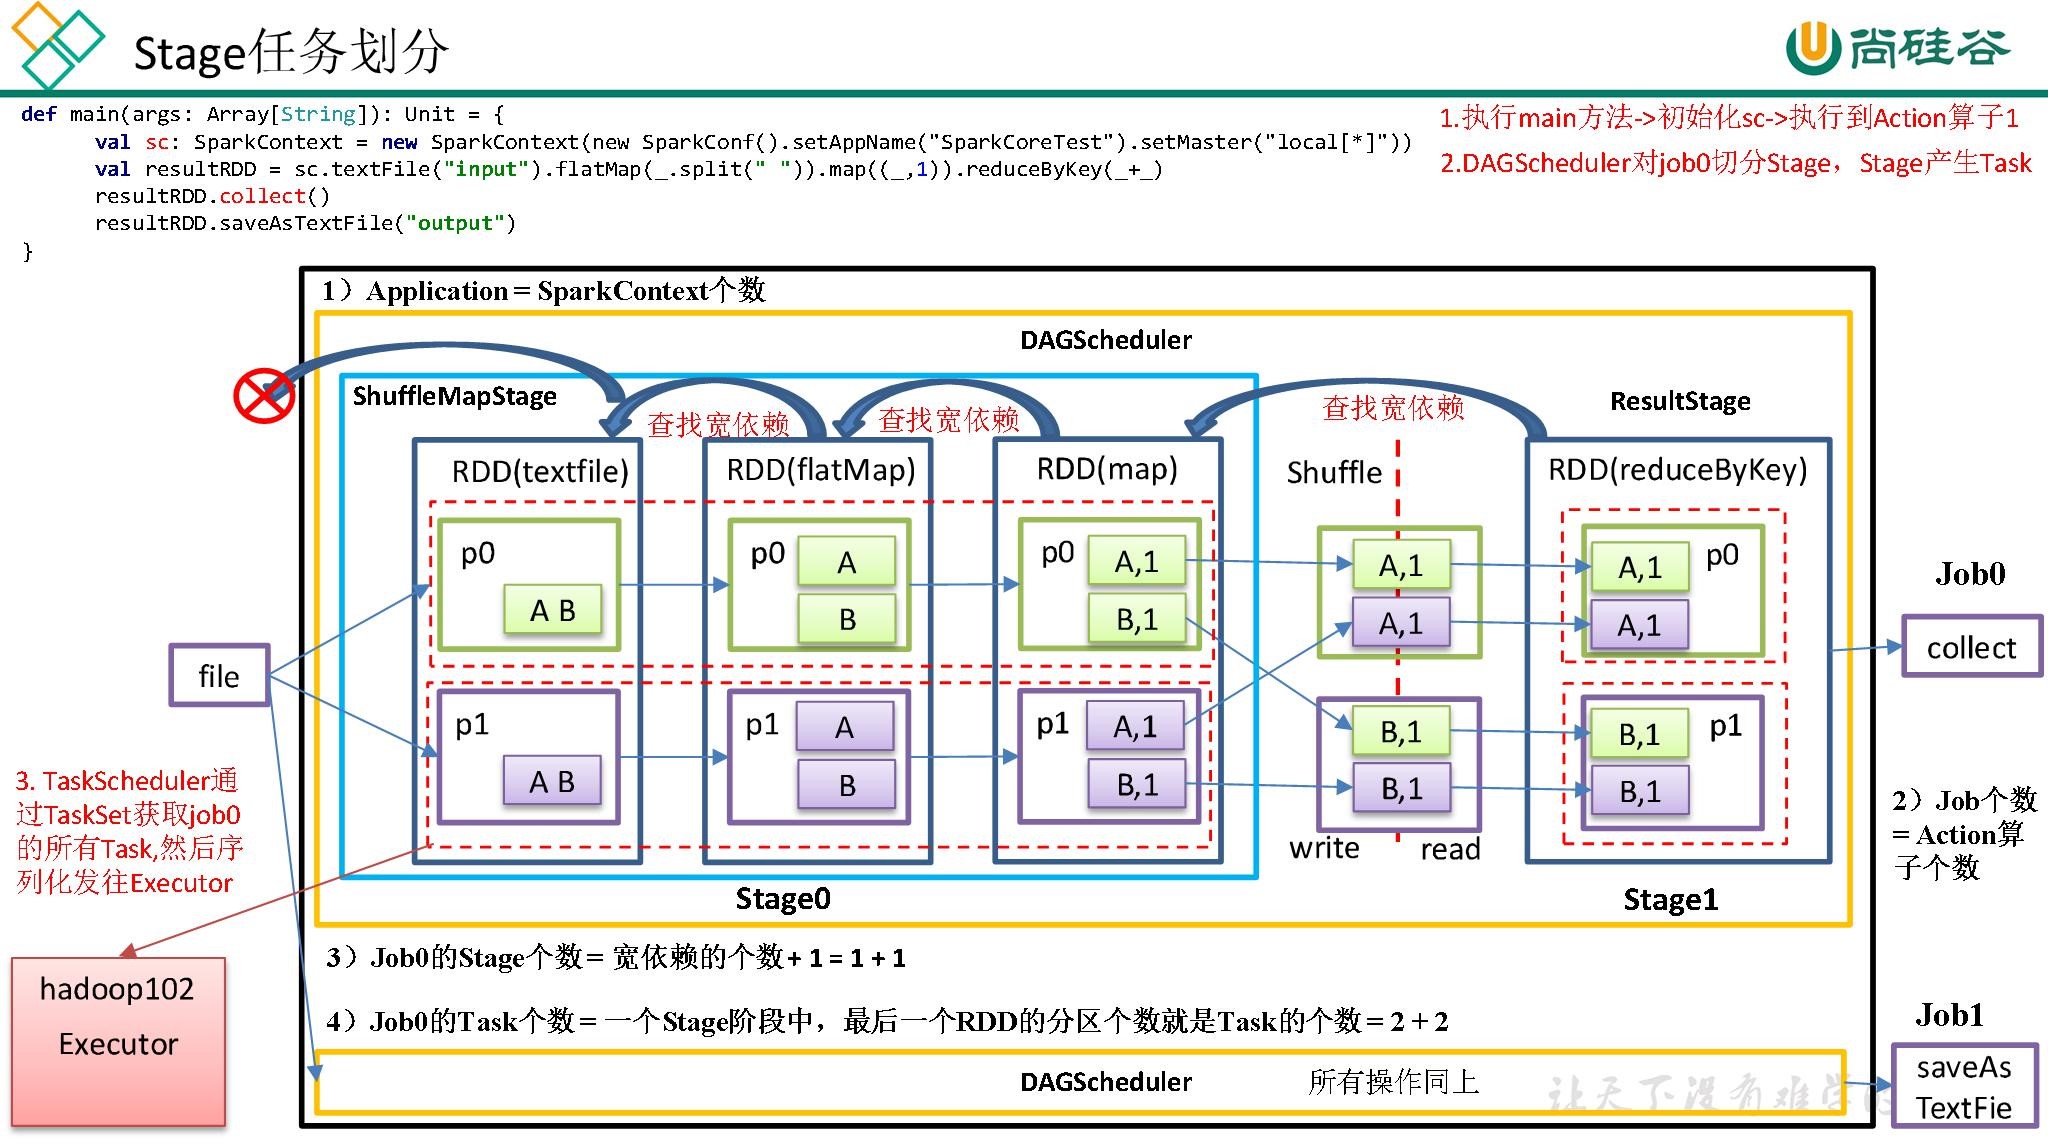 Stage任务划分
尚硅谷
def main(args: Array[String]): Unit = {
val sc: SparkContext = new SparkContext(new SparkConf().setAppName("SparkCoreTest").setMaster("local[*]"))
val resultRDD = sc.textFile("input").flatMap(_.split(" ")).map((_,1)).reduceByKey(_+_)
resultRDD.collect()
resultRDD.saveAsTextFile("output")
}
1.执行main方法->初始化sc->执行到Action算子1
2.DAGScheduler对job0切分Stage，Stage产生Task
1）Application = SparkContext个数
DAGScheduler
ShuffleMapStage
查找宽依赖
查找宽依赖
查找宽依赖
ResultStage
RDD(textfile)
RDD(flatMap)
RDD(map)
Shuffle
RDD(reduceByKey)
p0
A B
p0
A
B
p0
A,1
B,1
A,1
A,1
A,1
A,1
p0
Job0
collect
file
p1
A B
p1
A
B
p1
A,1
B,1
B,1
B,1
B,1
B,1
p1
write
read
Stage0
Stage1
3. TaskScheduler通
过TaskSet获取job0
的所有Task,然后序
列化发往Executor
2）Job个数
= Action算
子个数
hadoop102
Executor
3）Job0的Stage个数 = 宽依赖的个数 + 1 = 1 + 1
4）Job0的Task个数 = 一个Stage阶段中，最后一个RDD的分区个数就是Task的个数 = 2 + 2
Job1
DAGScheduler
所有操作同上
让天下没有难学的
saveAs
TextFie